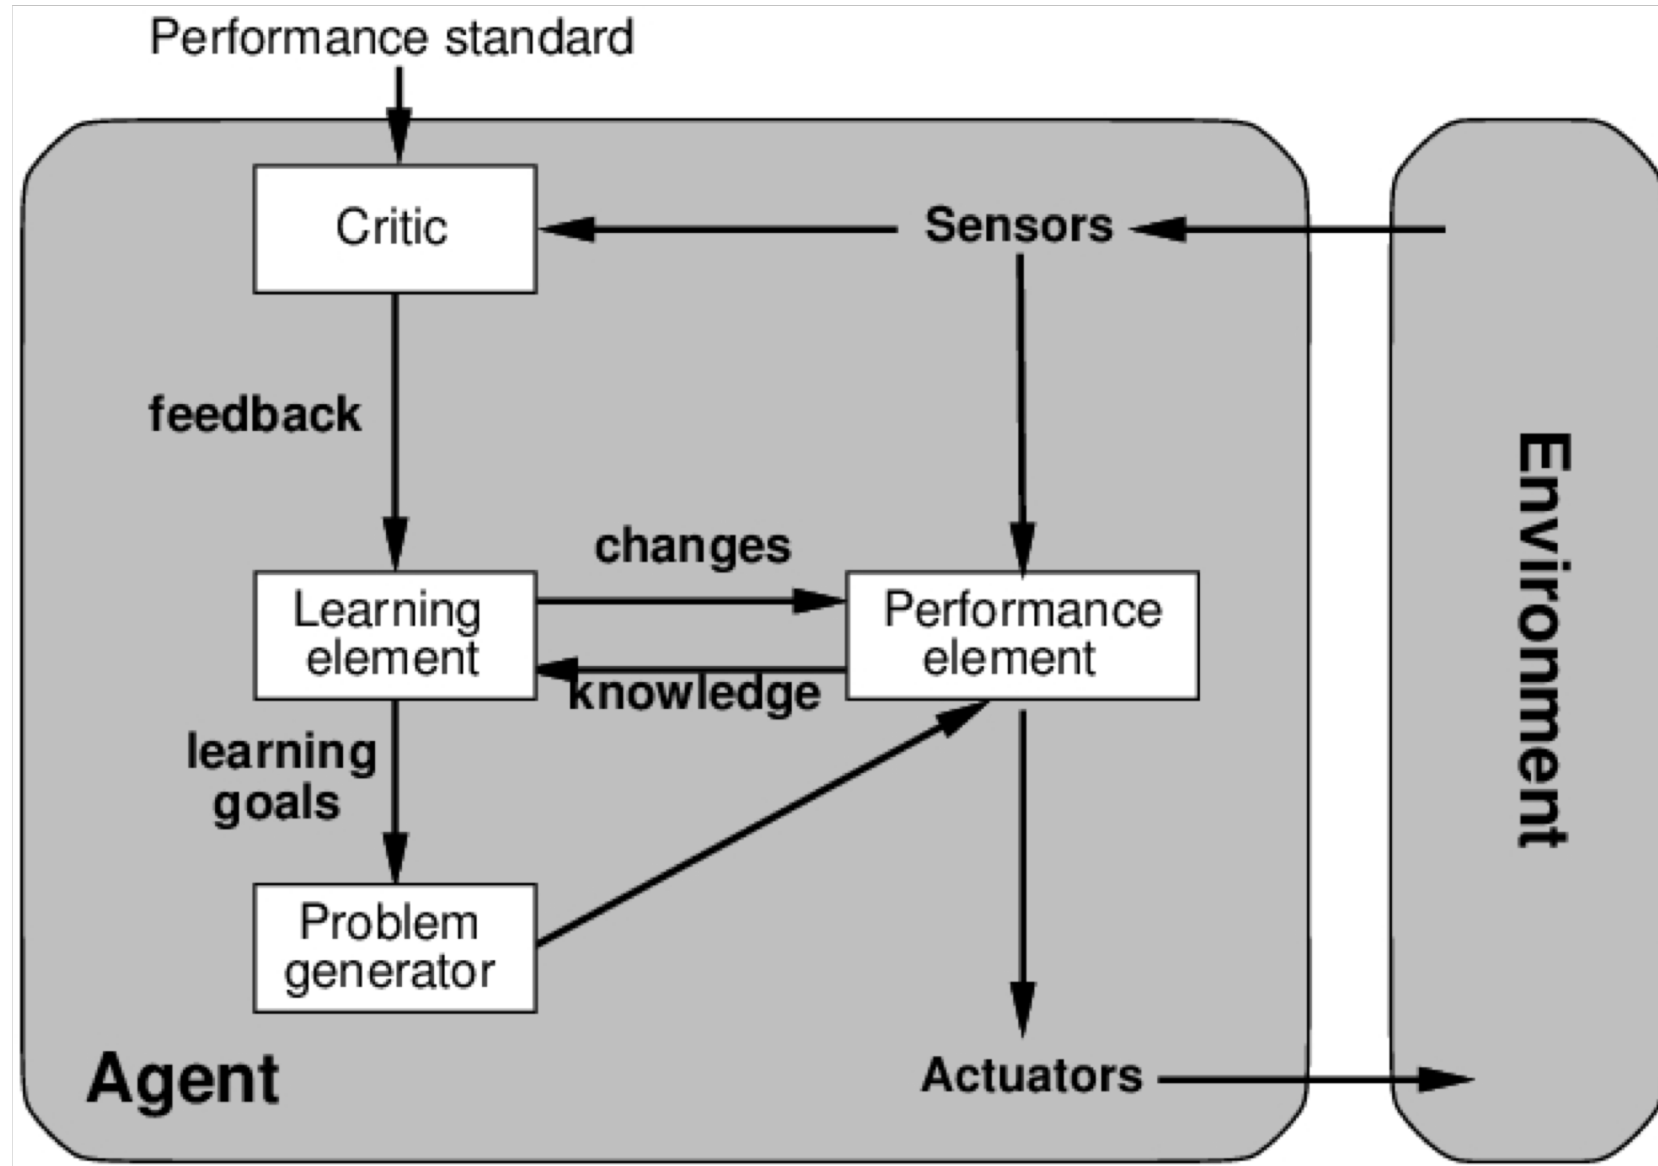 Performance standard
Critic
Sensors
feedback
changes
Learning
element
Performance
element
knowledge
learning
goals
Problem
generator
Agent
Actuators
Environment